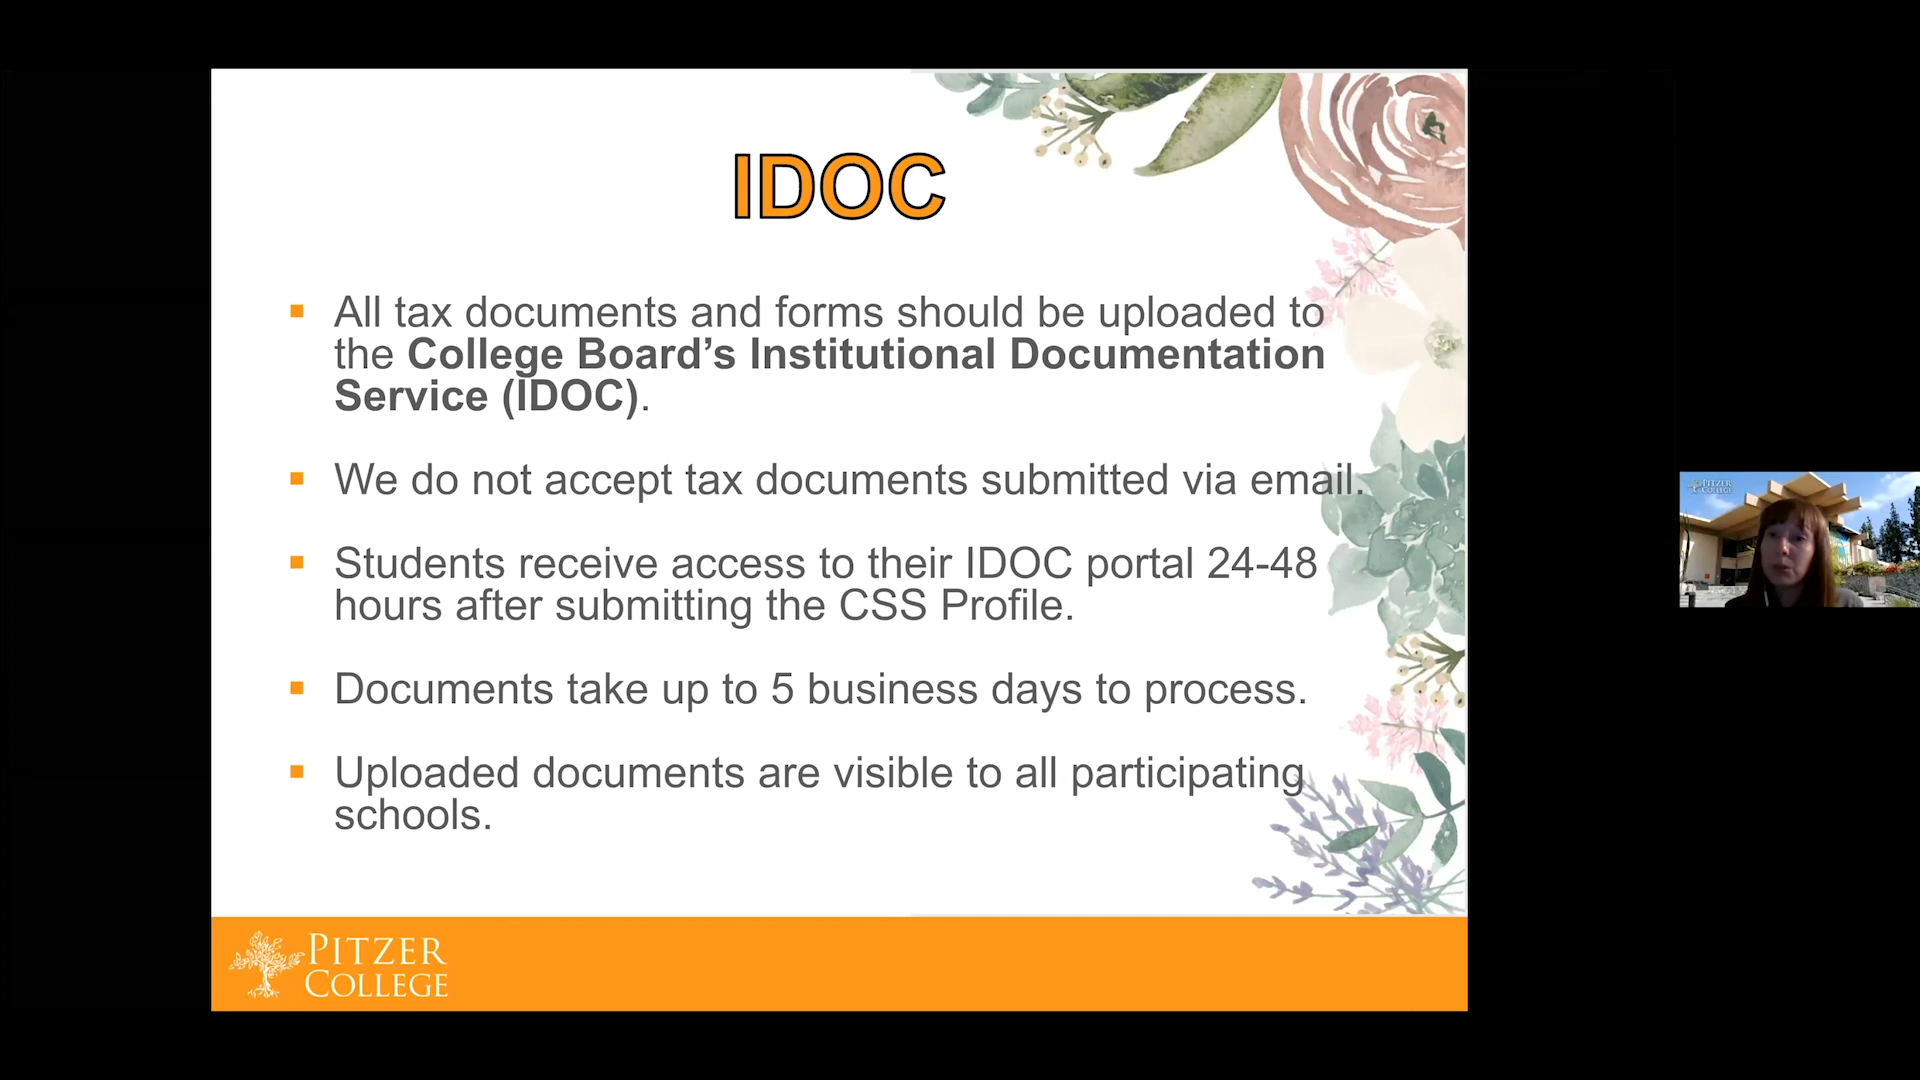 IDOC
All tax documents and forms should be uploaded to
the College Board’s Institutional Documentation
Service (IDOC).
We do not accept tax documents submitted via email.
Students receive access to their IDOC portal 24-48
hours after submitting the CSS Profile.
Documents take up to 5 business days to process.
Uploaded documents are visible to all participating
schools.
PITZER
COLLEGE
PITZER
COLLEGE